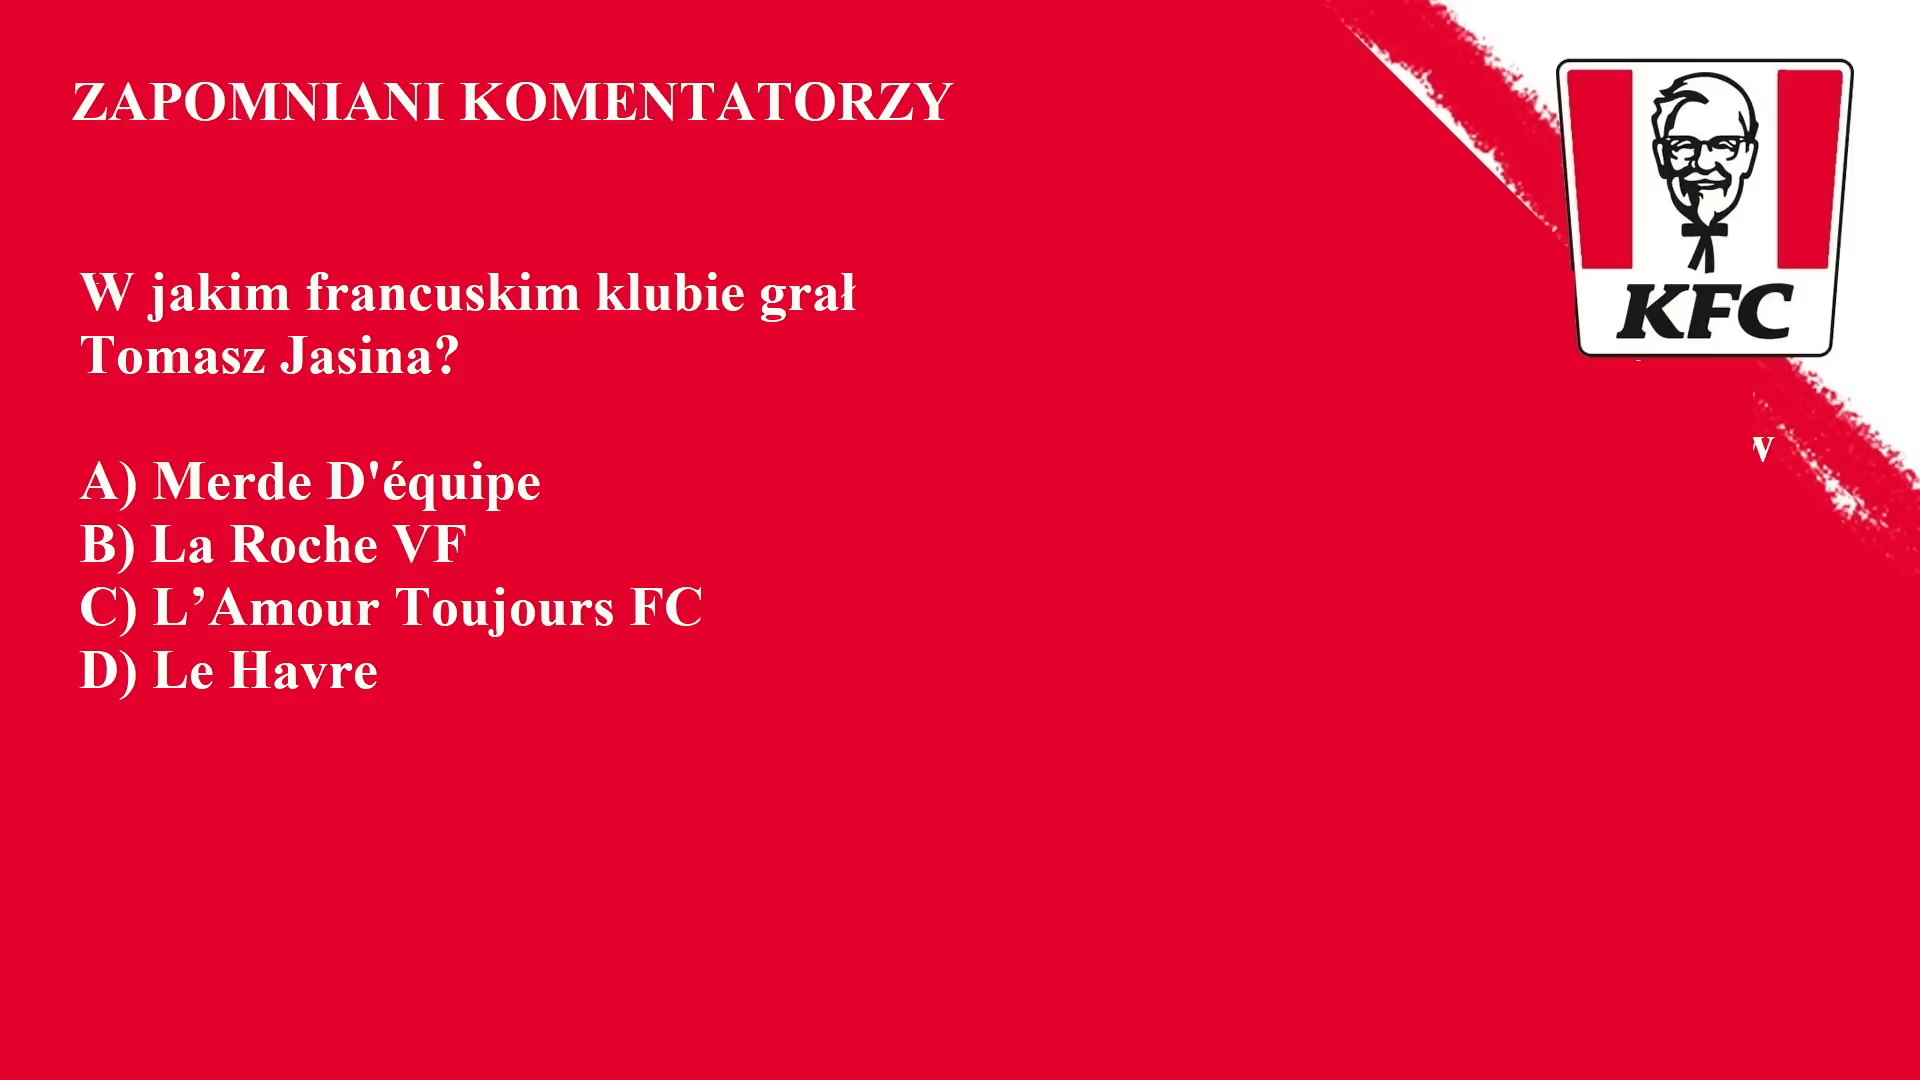 ZAPOMNIANI KOMENTATORZY
KFC
W jakim francuskim klubie grał
Tomasz Jasina?
w
A) Merde D'équipe
B) La Roche VF
C) L’Amour Toujours FC
D) Le Havre